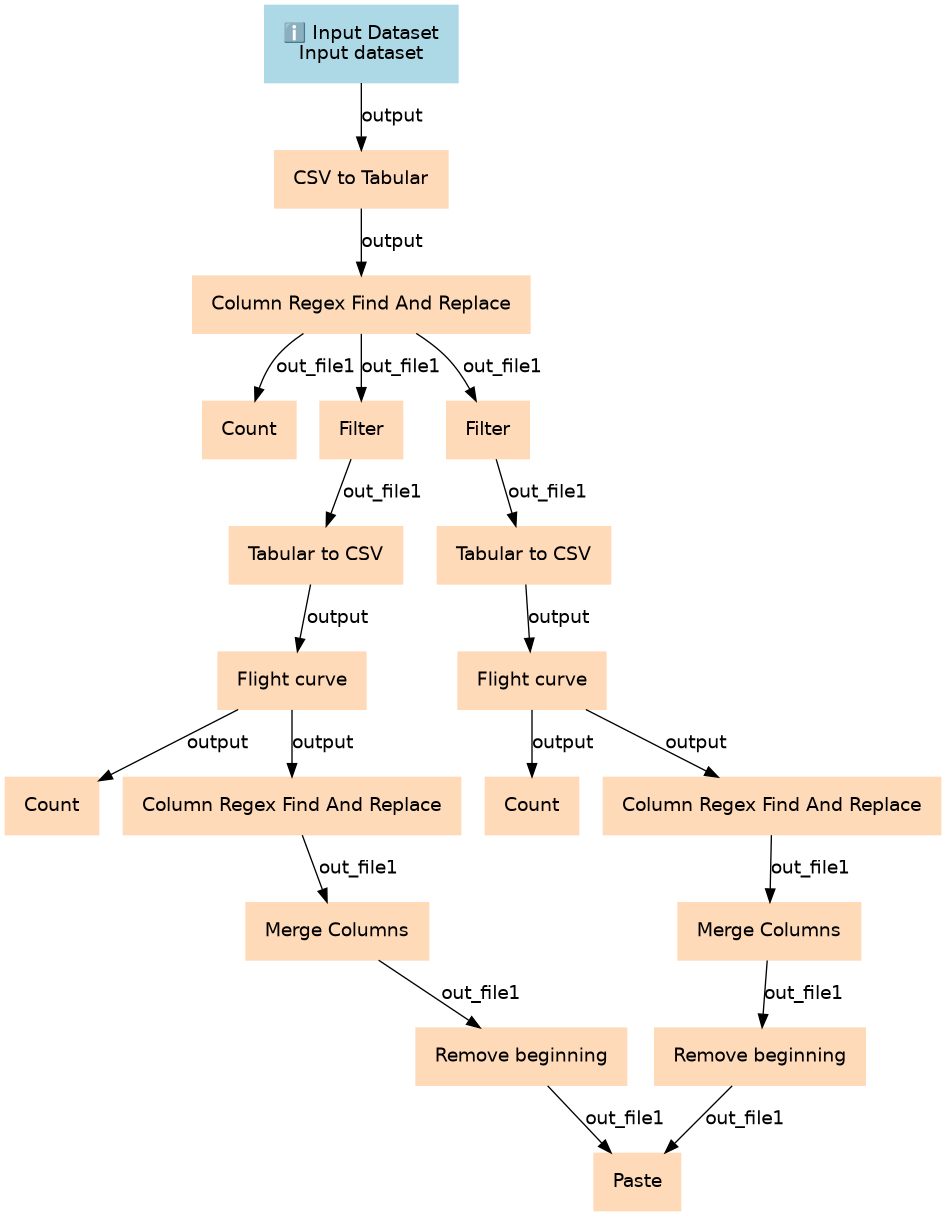 ℹ️ Input Dataset
Input dataset
output
CSV to Tabular
output
Column Regex Find And Replace
out_file1 out_file1 out_file1
Count Filter Filter
out_file1 out_file1
Tabular to CSV Tabular to CSV
output output
Flight curve Flight curve
output output output output
Count Column Regex Find And Replace Count Column Regex Find And Replace
out_file1 out_file1
Merge Columns Merge Columns
out_file1 out_file1
Remove beginning Remove beginning
out_file1 out_file1
Paste